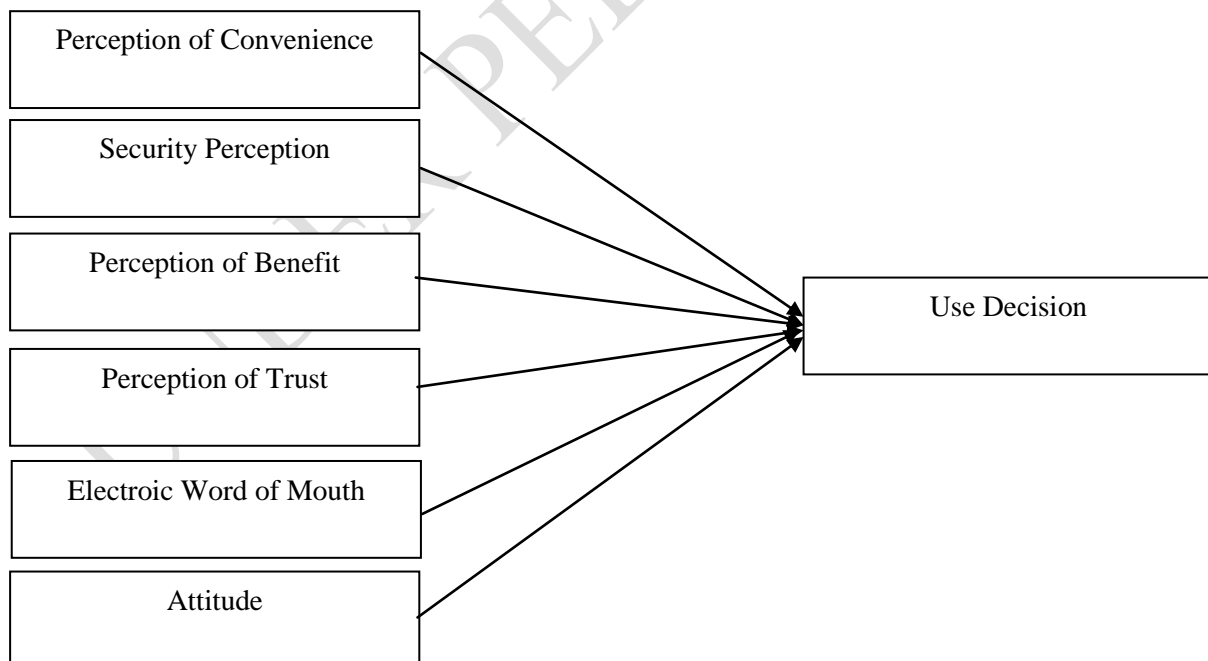 Perception of Convenience
Security Perception
Perception of Benefit
Use Decision
Perception of Trust
Electroic Word of Mouth
Attitude